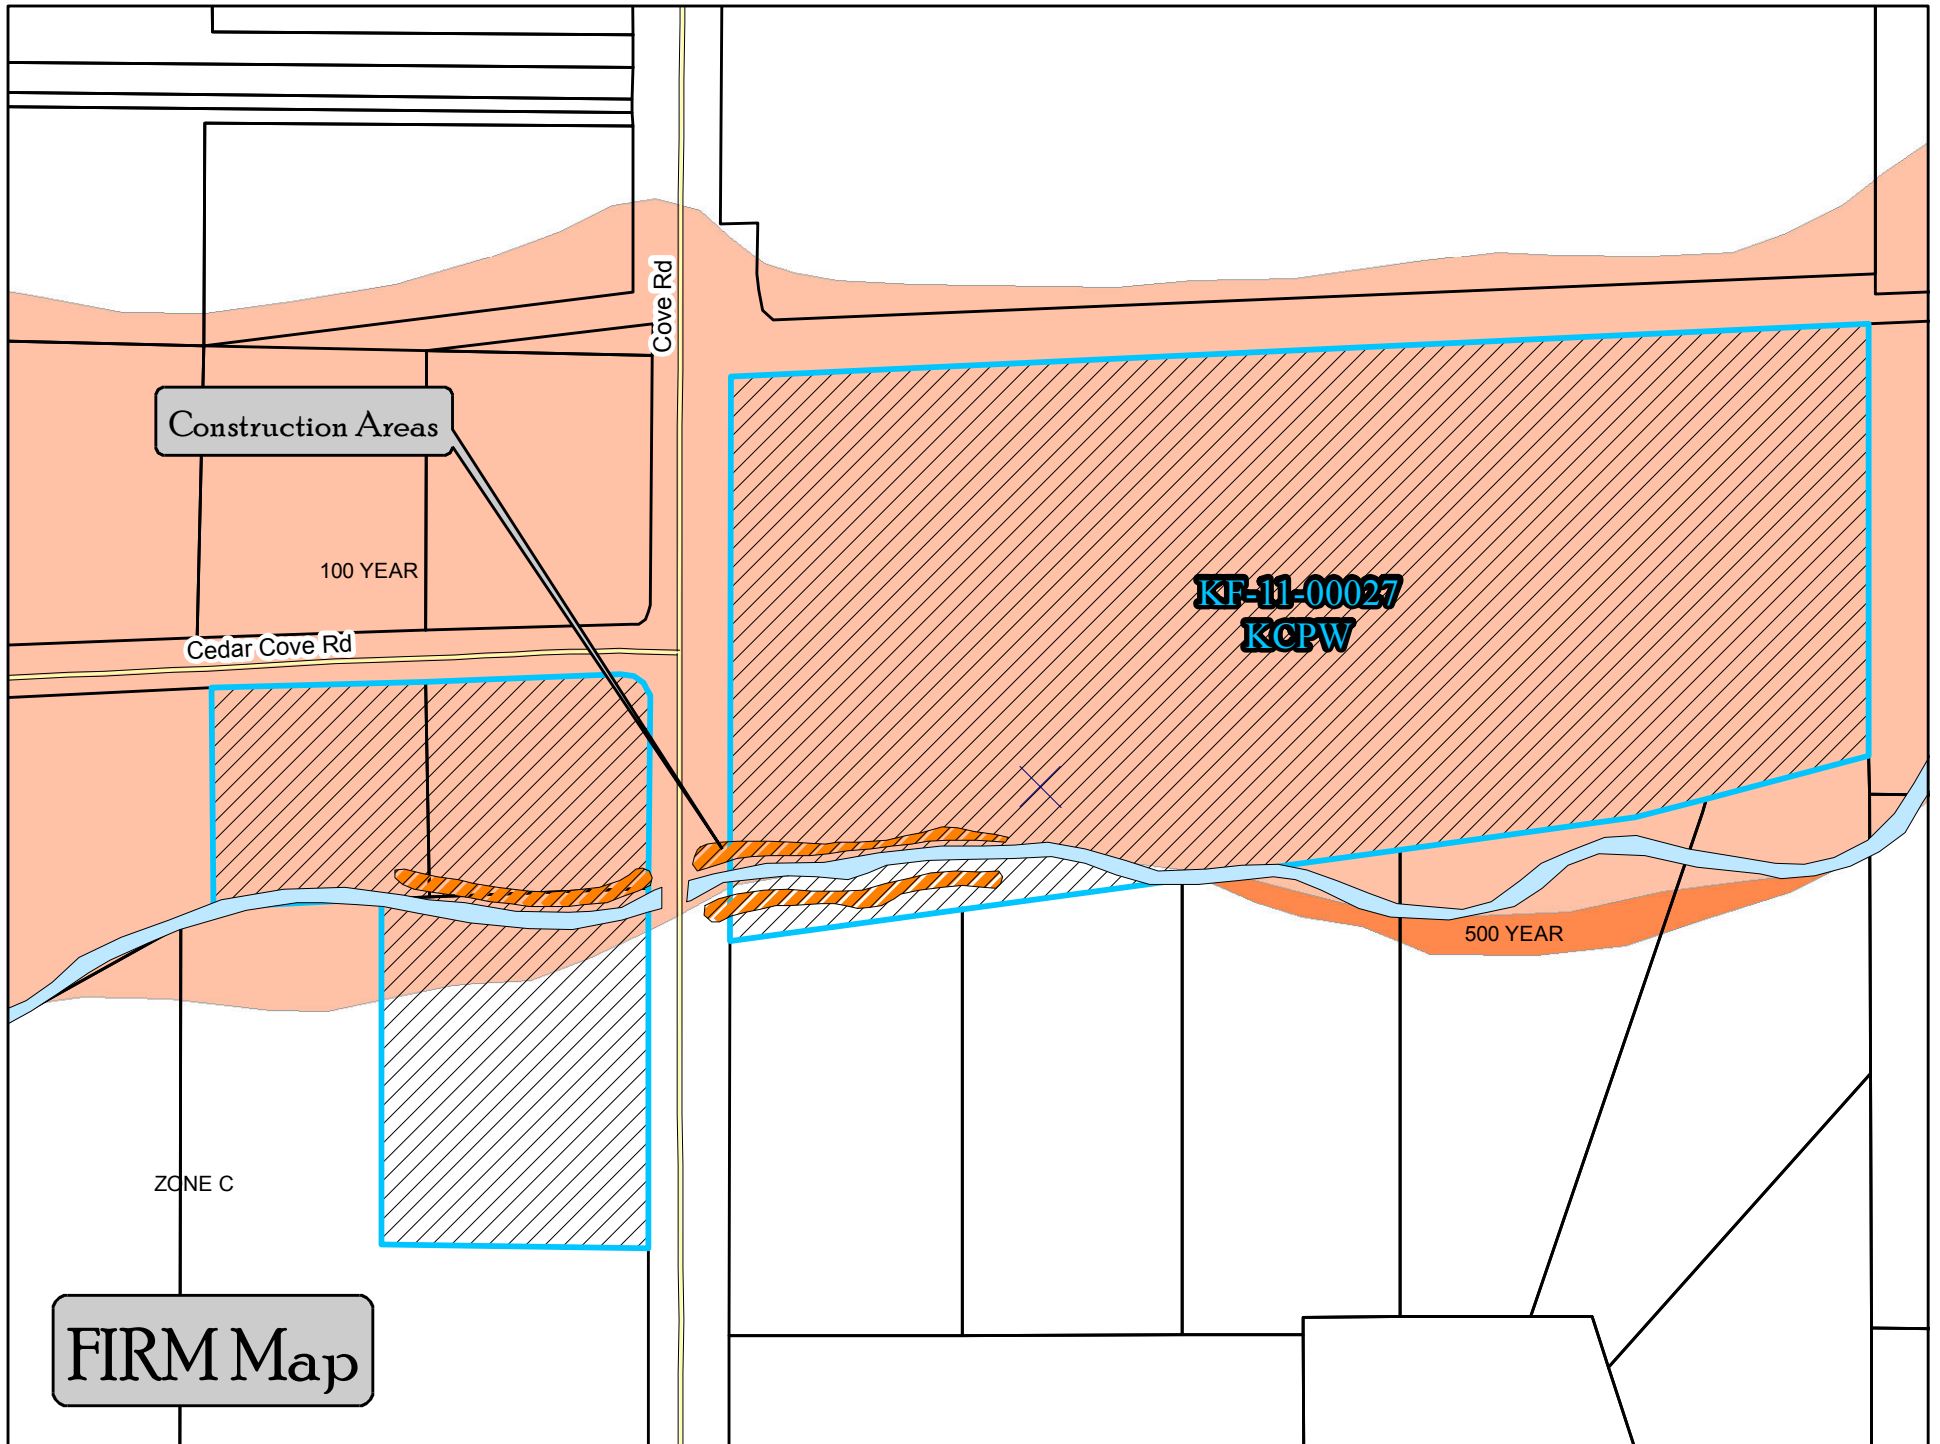 Cove Rd
Construction Areas
100 YEAR
KF-11-00027
KCPW
Cedar Cove Rd
500 YEAR
ZONE C
FIRM Map